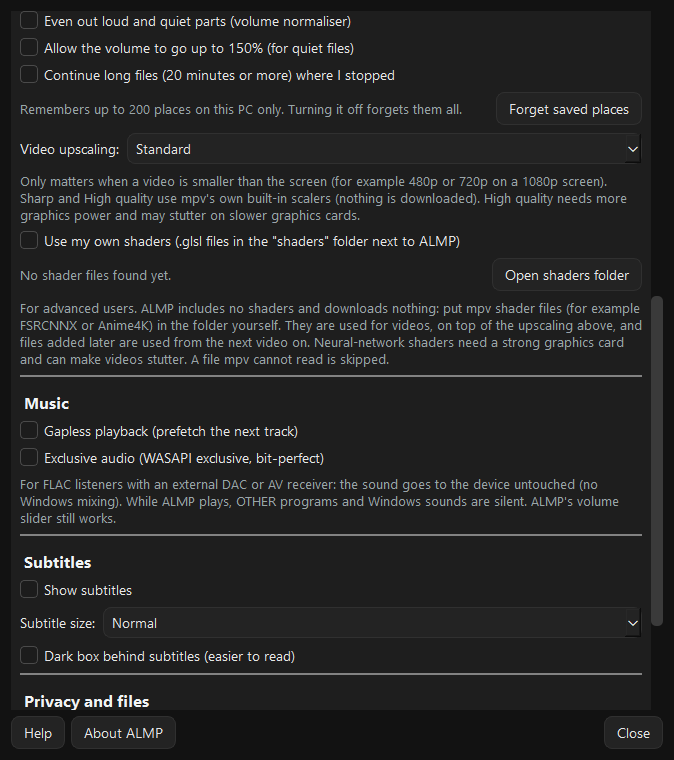 Even out loud and quiet parts (volume normaliser)
Allow the volume to go up to 150% (for quiet files)
Continue long files (20 minutes or more) where I stopped
Remembers up to 200 places on this PC only. Turning it off forgets them all.
Forget saved places
Video upscaling:
Standard
Only matters when a video is smaller than the screen (for example 480p or 720p on a 1080p screen).
Sharp and High quality use mpv's own built-in scalers (nothing is downloaded). High quality needs more
graphics power and may stutter on slower graphics cards.
Use my own shaders (.glsl files in the "shaders" folder next to ALMP)
No shader files found yet.
Open shaders folder
For advanced users. ALMP includes no shaders and downloads nothing: put mpv shader files (for example
FSRCNNX or Anime4K) in the folder yourself. They are used for videos, on top of the upscaling above, and
files added later are used from the next video on. Neural-network shaders need a strong graphics card
and can make videos stutter. A file mpv cannot read is skipped.
Music
Gapless playback (prefetch the next track)
Exclusive audio (WASAPI exclusive, bit-perfect)
For FLAC listeners with an external DAC or AV receiver: the sound goes to the device untouched (no
Windows mixing). While ALMP plays, OTHER programs and Windows sounds are silent. ALMP's volume
slider still works.
Subtitles
Show subtitles
Subtitle size:
Normal
Dark box behind subtitles (easier to read)
Privacy and files
Help
About ALMP
Close